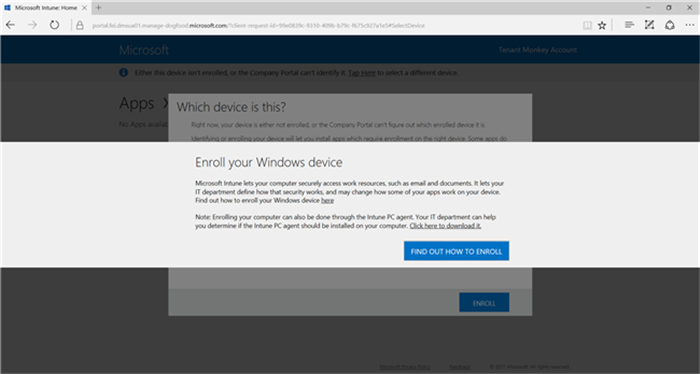 Microsoft Intune: Home
portal.fei.densua01.manage-dogfood.microsoft.com/?client-request-id=
#SelectDevice
Microsoft
Tenant Monkey Account
Either this device isn't enrolled, or the Company Portal can't identify it. Tap Here to select a different device.
Apps
No Apps availa
Which device is this?
Right now, your device is either not enrolled, or the Company Portal can't figure out which enrolled device it is.
Identifying or enrolling your device will let you install apps which require enrollment on the right device. Some apps do
Enroll your Windows device
Microsoft Intune lets your computer securely access work resources, such as email and documents. It lets your
IT department define how that security works, and may change how some of your apps work on your device.
Find out how to enroll your Windows device here
Note: Enrolling your computer can also be done through the Intune PC agent. Your IT department can help
you determine if the Intune PC agent should be installed on your computer. Click here to download it.
FIND OUT HOW TO ENROLL
ENROLL
Microsoft Privacy Policy
Feedback
Microsoft. All rights reserved.